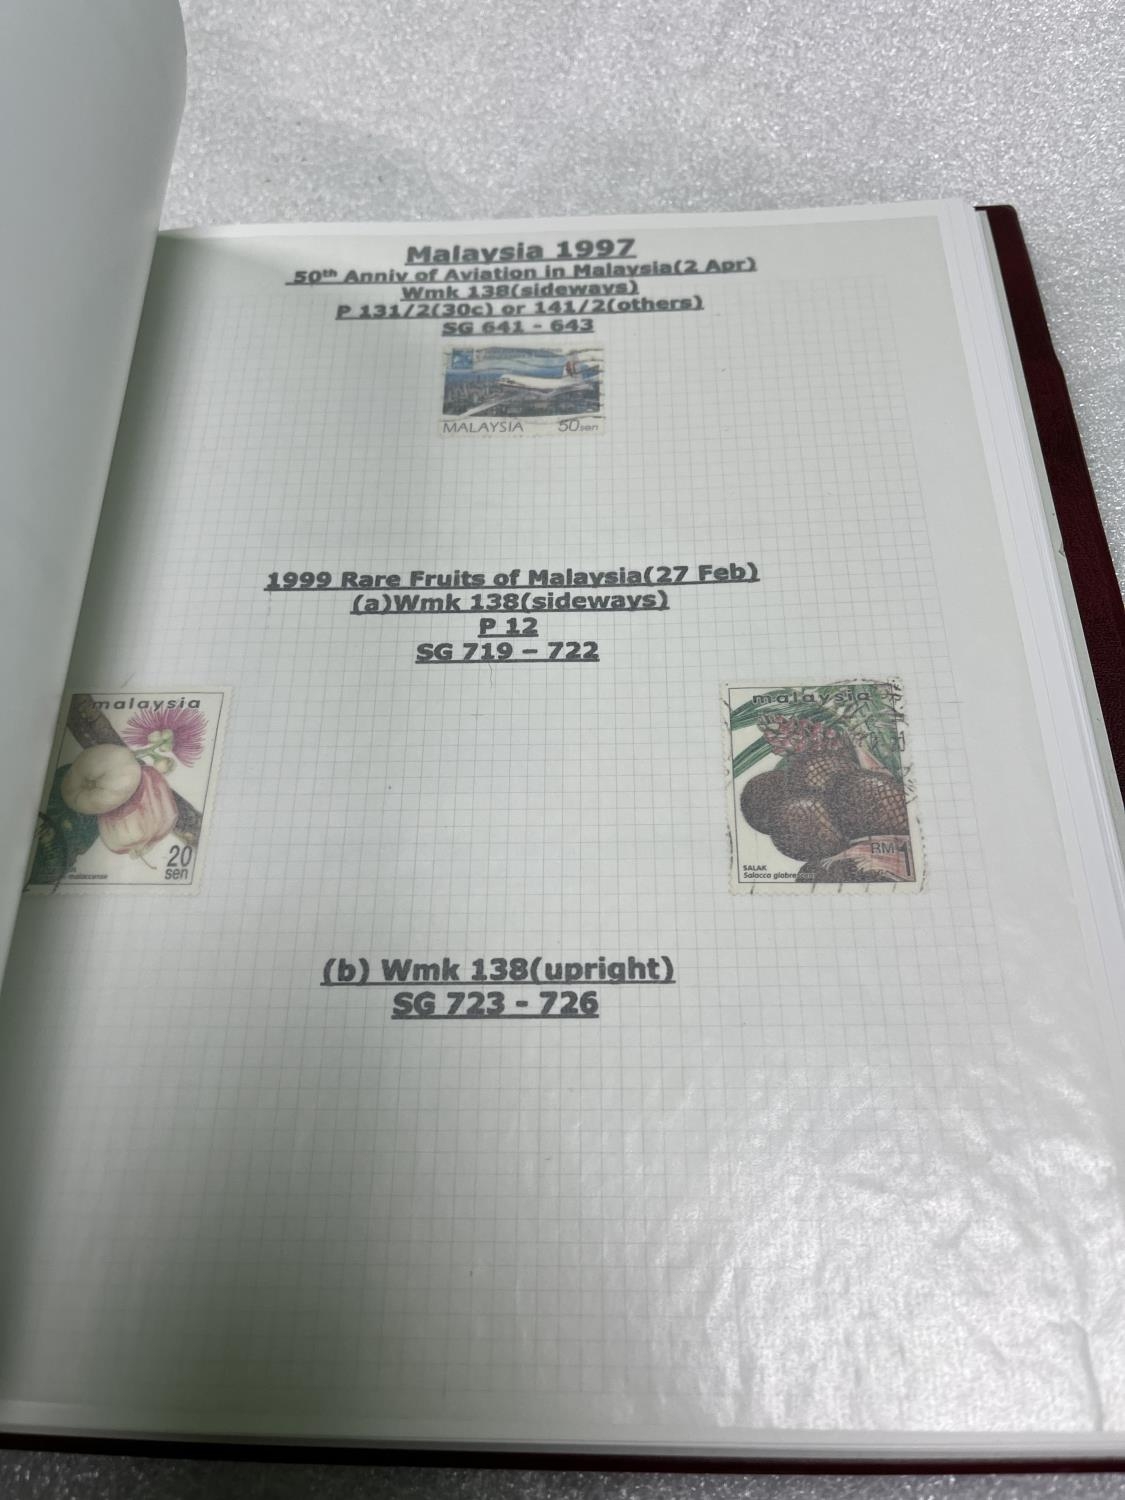 Malaysia 1997
50th Anniv of Aviation in Malaysia(2 Apr)
Wmk 138(sideways)
P 131/2(30c) or 141/2(others)
SG 641 - 643
MALAYSIA 50sen
1999 Rare Fruits of Malaysia(27 Feb)
(a)Wmk 138(sideways)
P 12
SG 719 – 722
malaysia
20
sen
malaccense
malaysia
RM1
SALAK
Salacca
(b) Wmk 138(upright)
SG 723 - 726